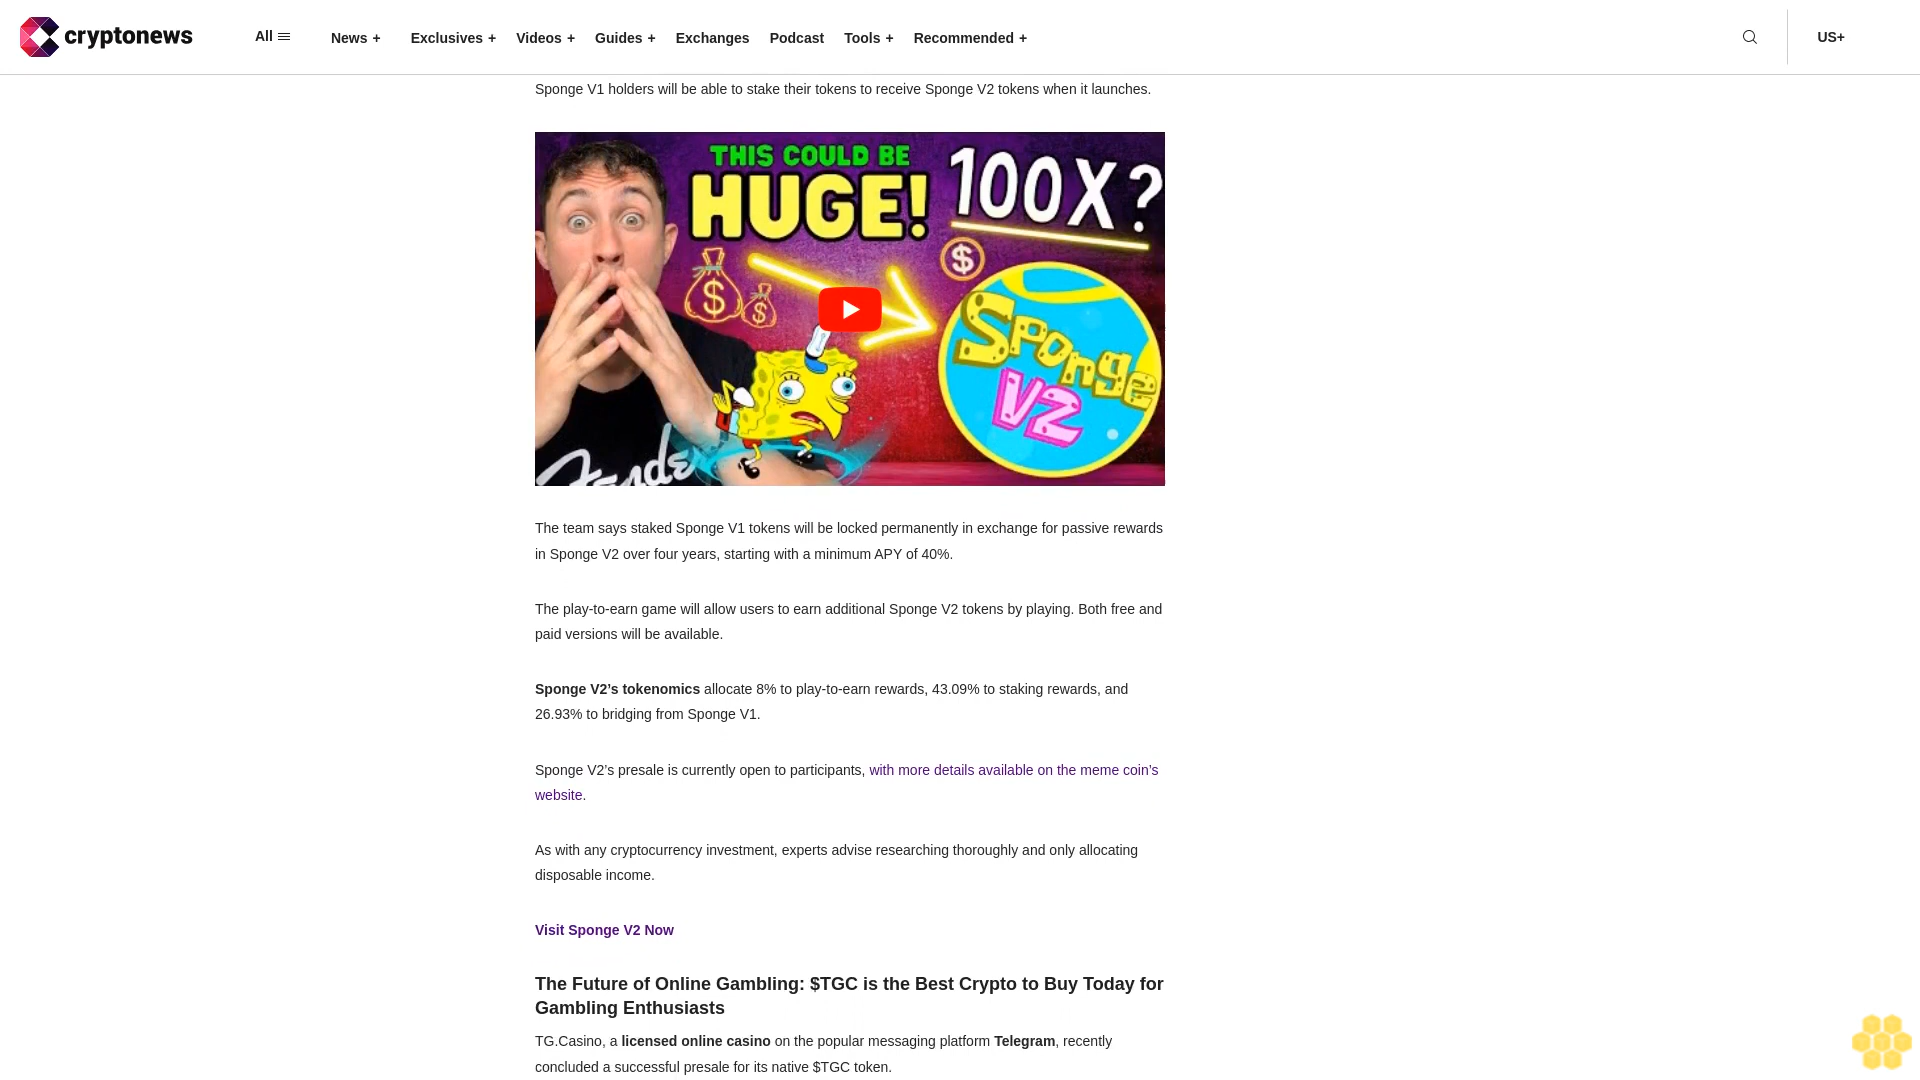 cryptonews
All
News +
Exclusives +
Videos +
Guides +
Exchanges
Podcast
Tools +
Recommended +
US+
Sponge V1 holders will be able to stake their tokens to receive Sponge V2 tokens when it launches.
THIS COULD BE
HUGE!
100X?
$
$
$
Sponge
V2
Fender
The team says staked Sponge V1 tokens will be locked permanently in exchange for passive rewards
in Sponge V2 over four years, starting with a minimum APY of 40%.
The play-to-earn game will allow users to earn additional Sponge V2 tokens by playing. Both free and
paid versions will be available.
Sponge V2’s tokenomics allocate 8% to play-to-earn rewards, 43.09% to staking rewards, and
26.93% to bridging from Sponge V1.
Sponge V2’s presale is currently open to participants, with more details available on the meme coin’s
website.
As with any cryptocurrency investment, experts advise researching thoroughly and only allocating
disposable income.
Visit Sponge V2 Now
The Future of Online Gambling: $TGC is the Best Crypto to Buy Today for
Gambling Enthusiasts
TG.Casino, a licensed online casino on the popular messaging platform Telegram, recently
concluded a successful presale for its native $TGC token.